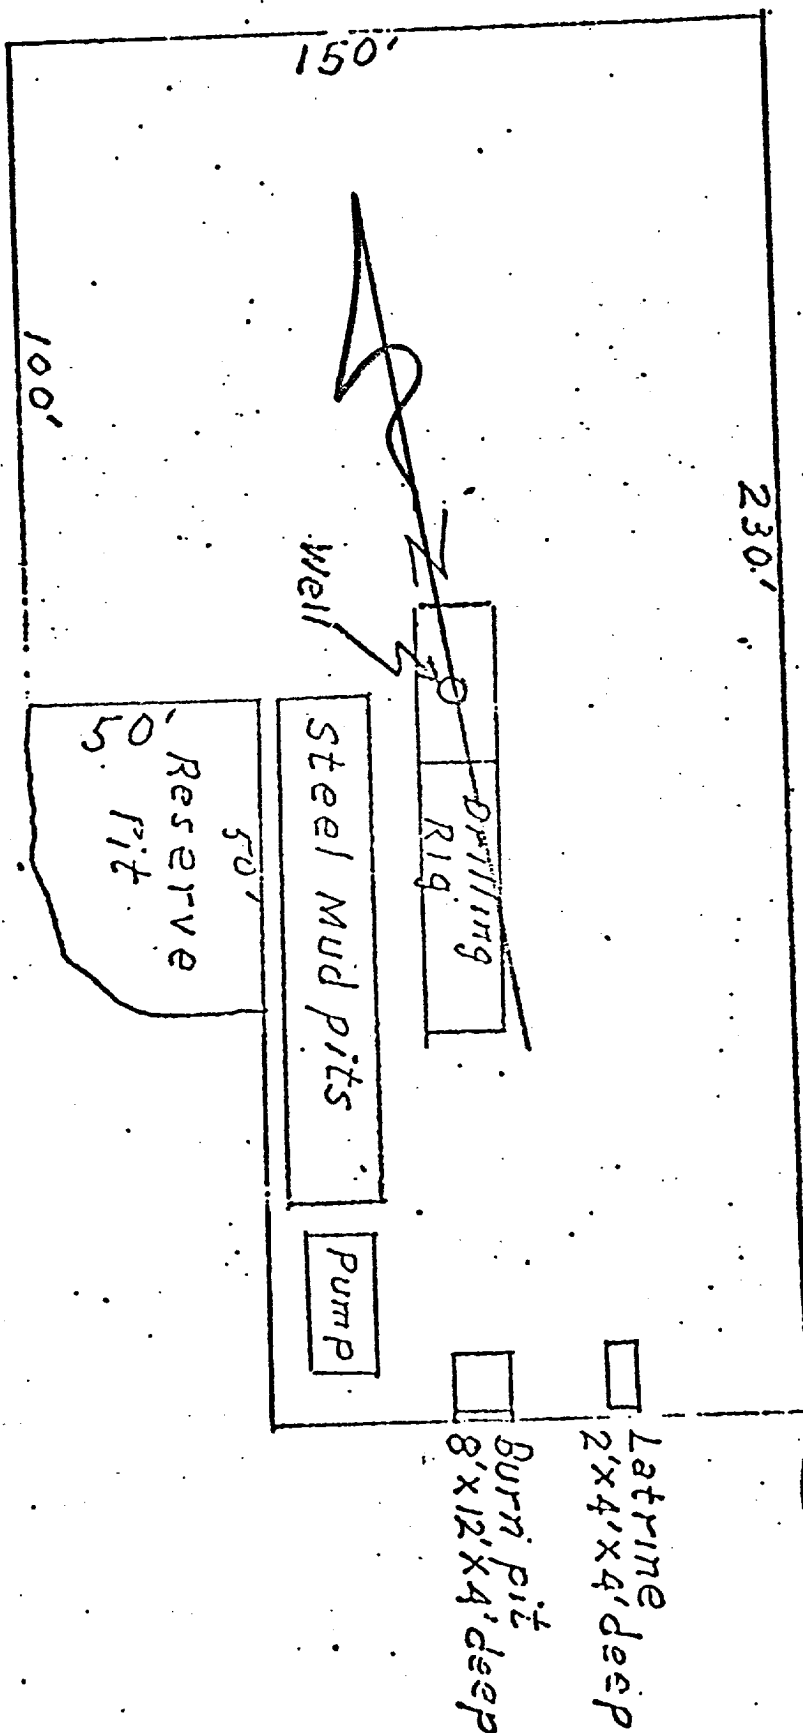 150'
230'
100'
N
Well
Drilling
Rig
Steel Mud pits
50'
50'
Reserve
Pit
Pump
Latrine
2'x4'x4'deep
Burn pit
8'x12'x4'deep